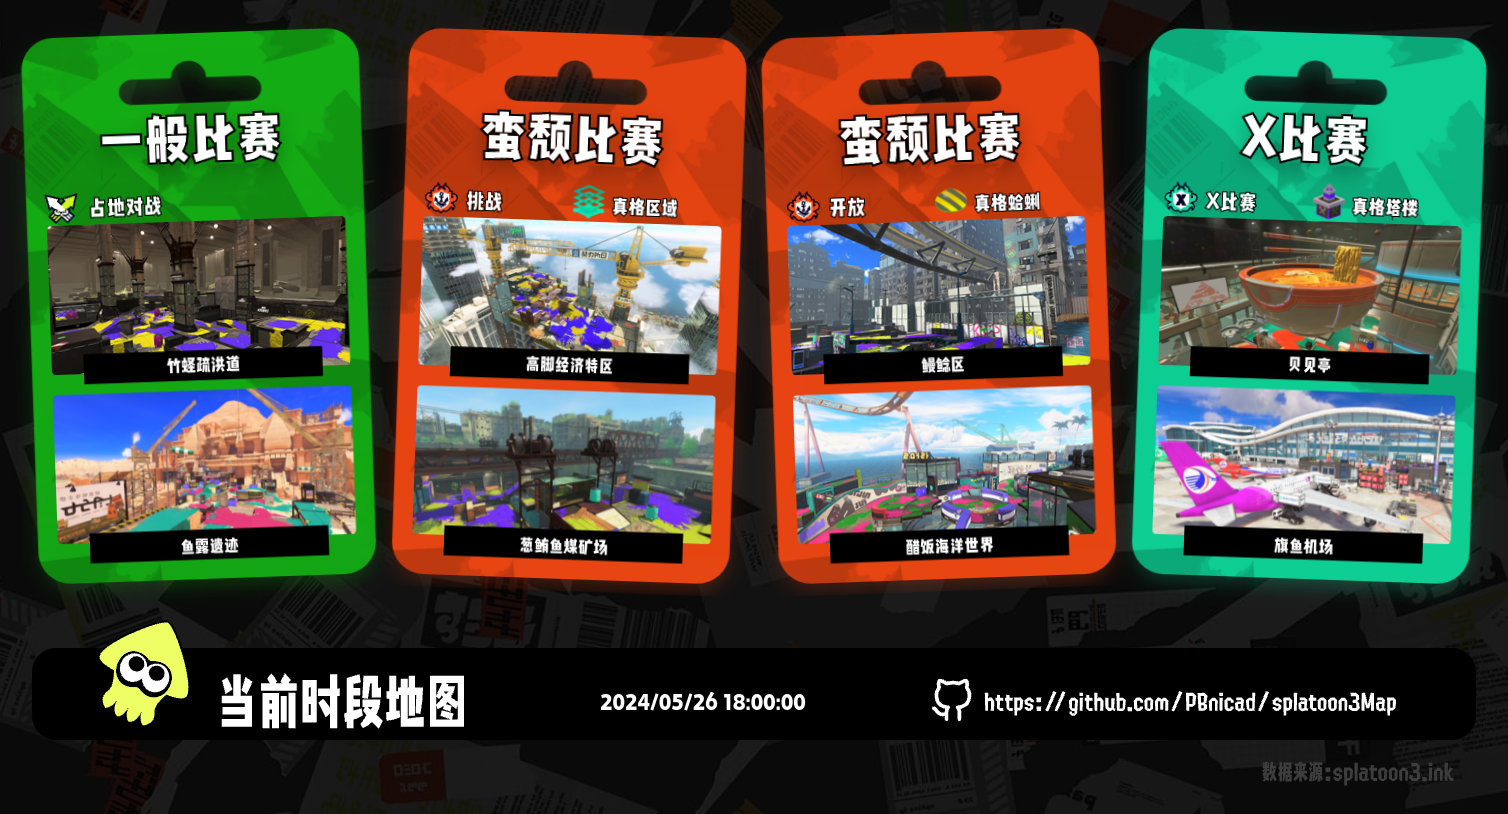 一般比赛
占地对战
竹蛏疏洪道
鱼露遗迹
蛮颓比赛
挑战
真格区域
高脚经济特区
葱鲔鱼煤矿场
蛮颓比赛
开放
真格蛤蜊
鳗鲶区
醋饭海洋世界
X比赛
X比赛
真格塔楼
贝见亭
旗鱼机场
当前时段地图
2024/05/26 18:00:00
https://github.com/PBnicad/splatoon3Map
数据来源:splatoon3.ink